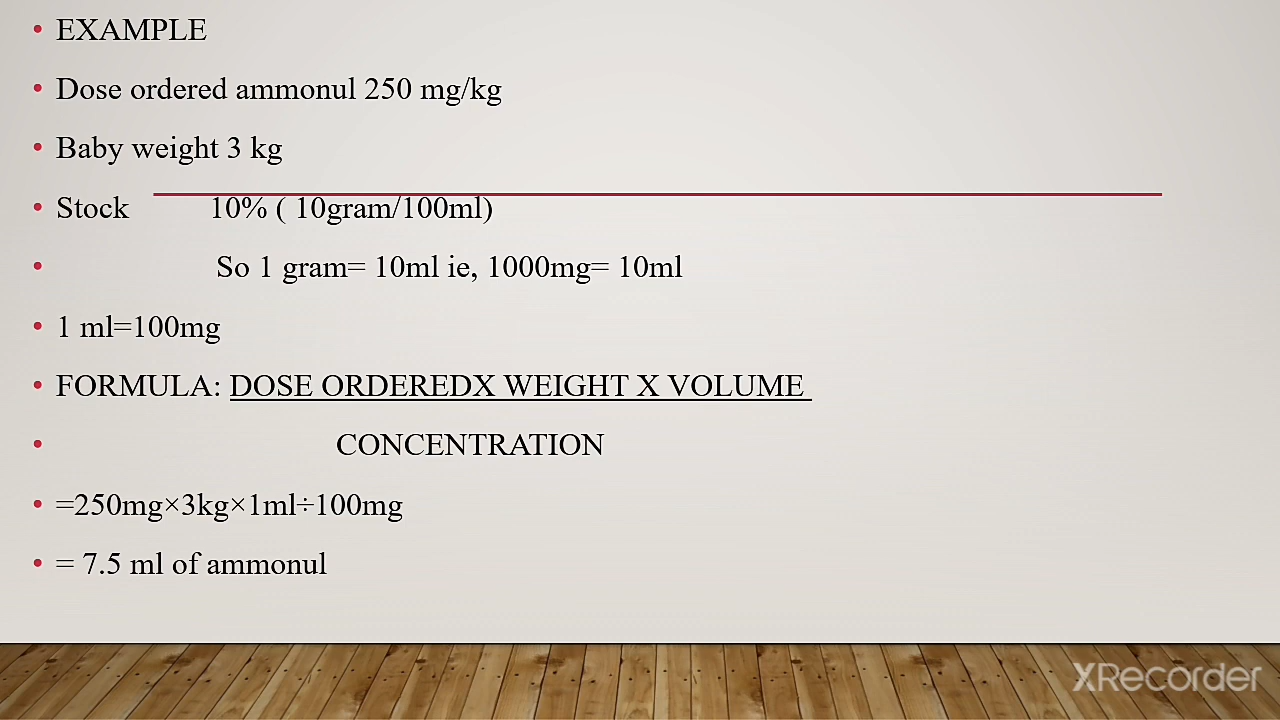 EXAMPLE
Dose ordered ammonul 250 mg/kg
Baby weight 3 kg
Stock 10% ( 10gram/100ml)
So 1 gram= 10ml ie, 1000mg= 10ml
1 ml=100mg
FORMULA: DOSE ORDEREDX WEIGHT X VOLUME
CONCENTRATION
=250mg×3kg×1ml÷100mg
= 7.5 ml of ammonul
XRecorder